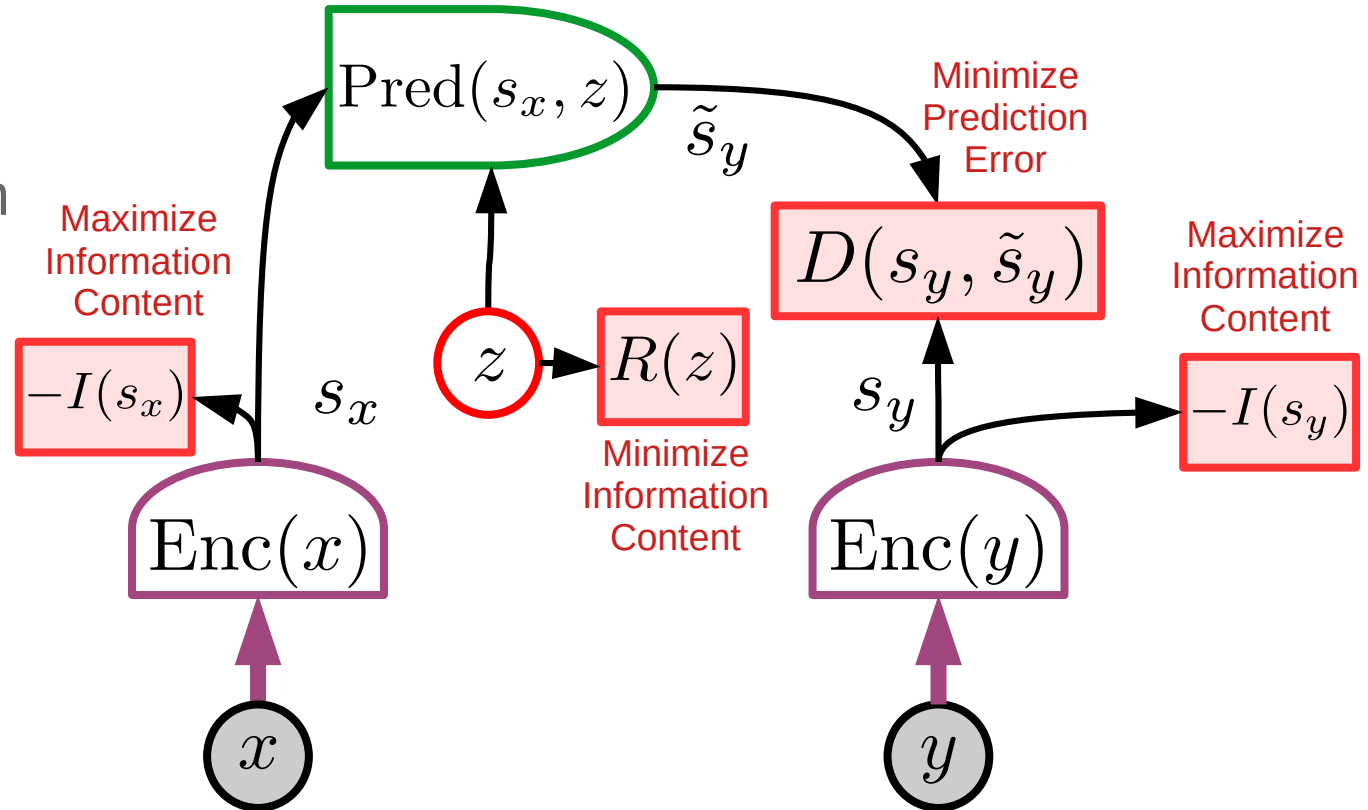 Pred(s_x, z)
s̃_y
Minimize
Prediction
Error
n
Maximize
Information
Content
D(s_y, s̃_y)
Maximize
Information
Content
−I(s_x)
s_x
z
R(z)
s_y
−I(s_y)
Minimize
Information
Content
Enc(x)
Enc(y)
x
y